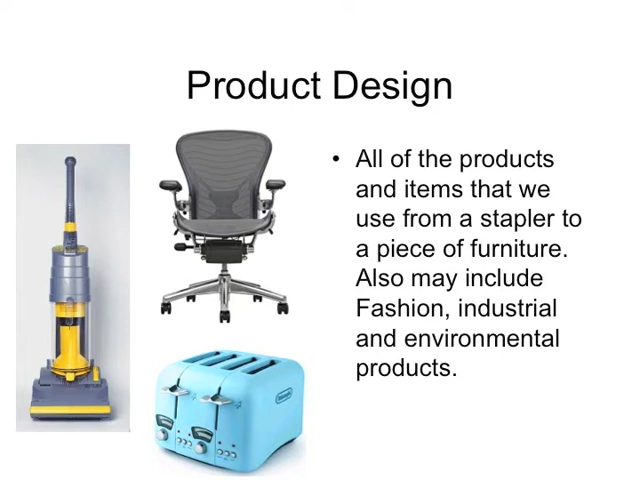 Product Design
• All of the products
and items that we
use from a stapler to
a piece of furniture.
Also may include
Fashion, industrial
and environmental
products.